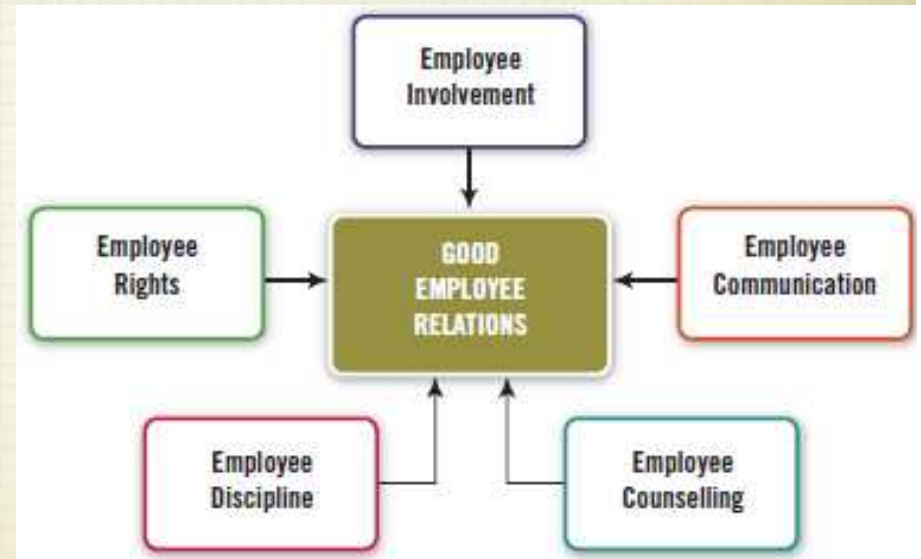 Employee
Involvement
Employee
Rights
GOOD
EMPLOYEE
RELATIONS
Employee
Communication
Employee
Discipline
Employee
Counselling